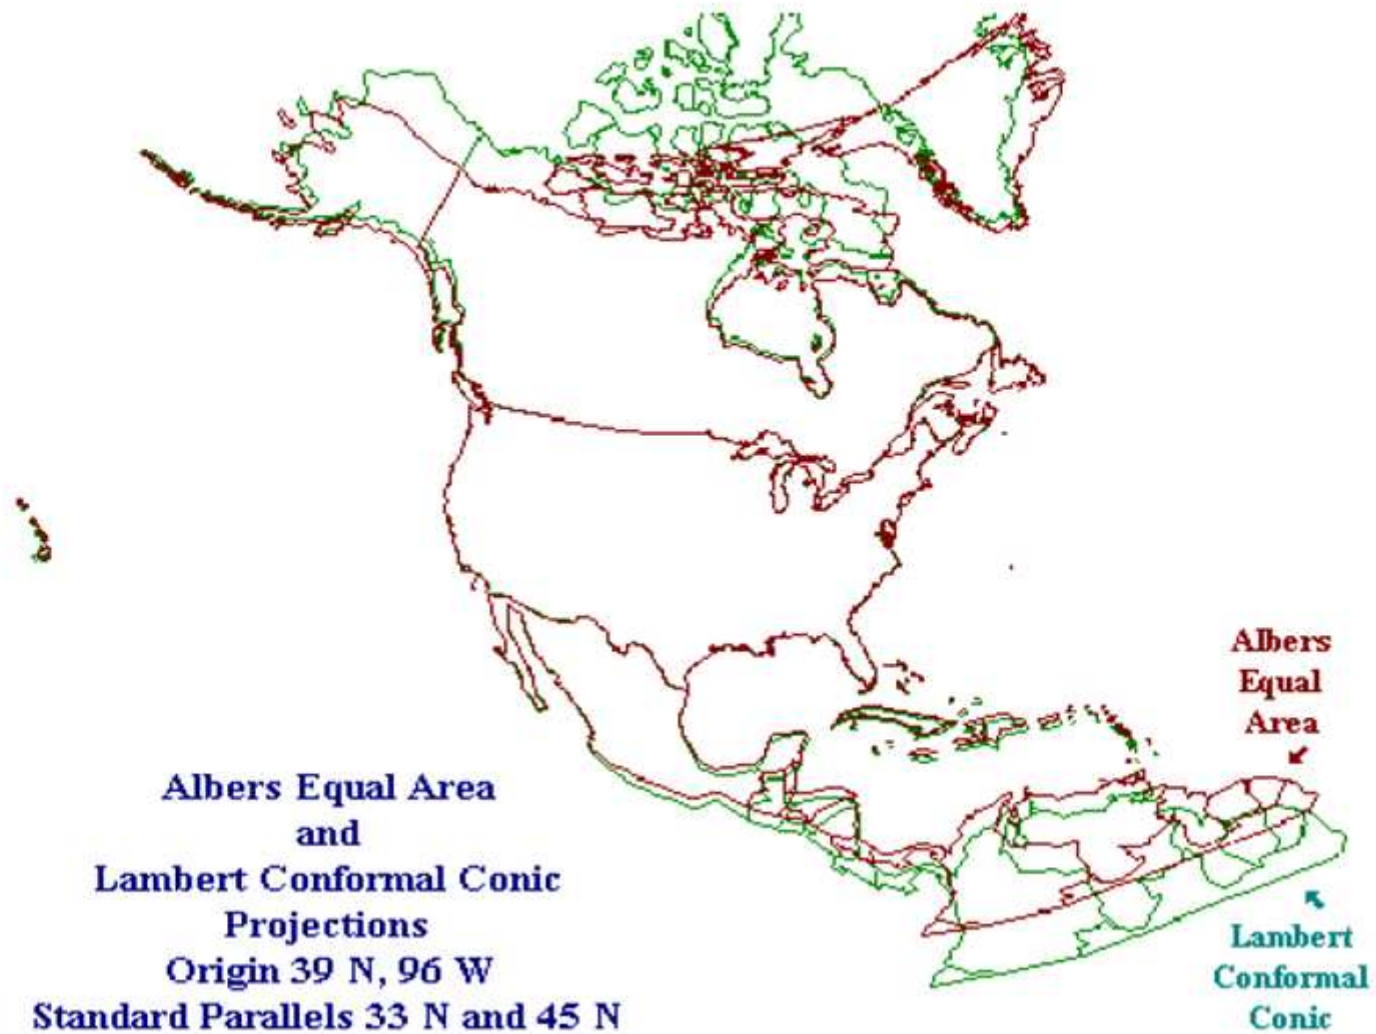 Albers
Equal
Area
Albers Equal Area
and
Lambert Conformal Conic
Projections
Origin 39 N, 96 W
Standard Parallels 33 N and 45 N
Lambert
Conformal
Conic